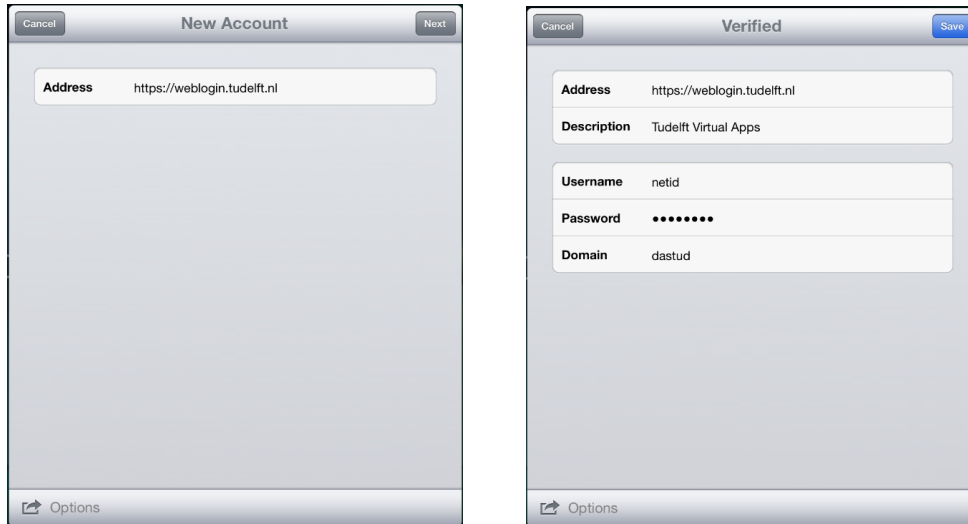 Cancel New Account Next
Address https://weblogin.tudelft.nl
Options
Cancel Verified Save
Address https://weblogin.tudelft.nl
Description Tudelft Virtual Apps
Username netid
Password ●●●●●●●●
Domain dastud
Options